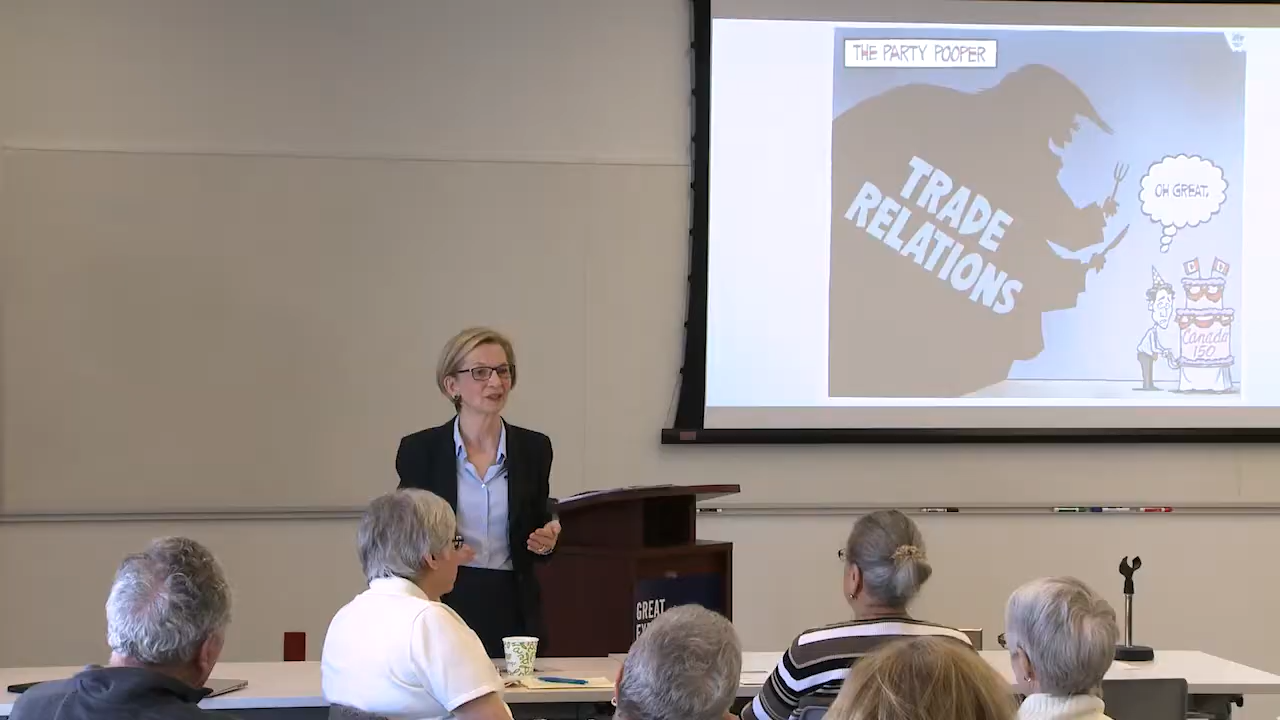 THE PARTY POOPER
TRADE
RELATIONS
OH GREAT.
Canada
150
GREAT